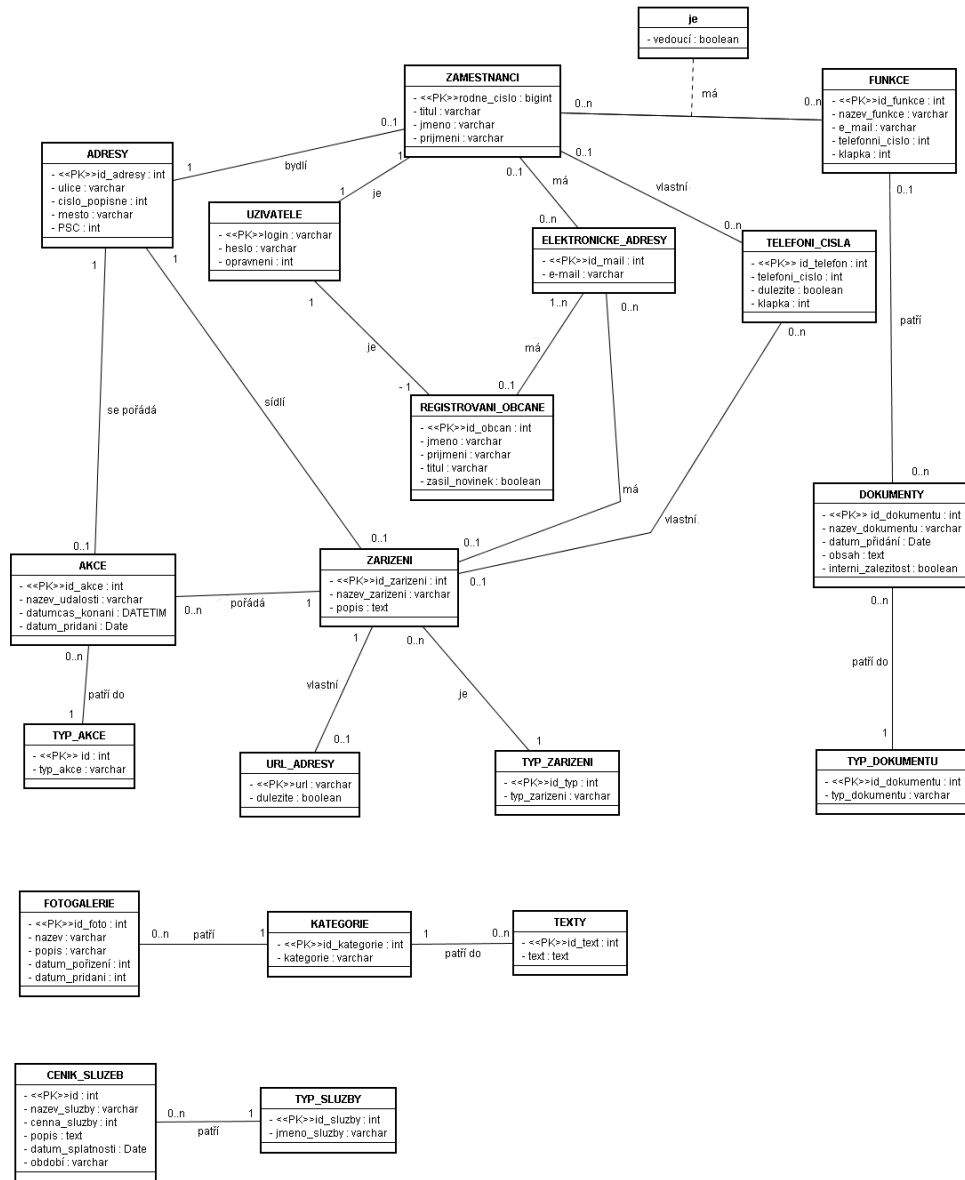 je
- vedoucí : boolean
má
ZAMESTNANCI
- <<PK>>rodne_cislo : bigint
- titul : varchar
- jmeno : varchar
- prijmeni : varchar
0..n
0..n
FUNKCE
- <<PK>>id_funkce : int
- nazev_funkce : varchar
- e_mail : varchar
- telefonni_cislo : int
- klapka : int
0..1
0..1
ADRESY
- <<PK>>id_adresy : int
- ulice : varchar
- cislo_popisne : int
- mesto : varchar
- PSC : int
1
bydlí
1
je
1
0..1
má
0..n
0..1
vlastní
0..n
UZIVATELE
- <<PK>>login : varchar
- heslo : varchar
- opravneni : int
ELEKTRONICKE_ADRESY
- <<PK>>id_mail : int
- e-mail : varchar
TELEFONI_CISLA
- <<PK>> id_telefon : int
- telefoni_cislo : int
- dulezite : boolean
- klapka : int
1
1
1
1..n
0..n
0..n
je
má
patří
- 1
0..1
REGISTROVANI_OBCANE
- <<PK>>id_obcan : int
- jmeno : varchar
- prijmeni : varchar
- titul : varchar
- zasil_novinek : boolean
se pořádá
sídlí
má
vlastní
0..n
DOKUMENTY
- <<PK>> id_dokumentu : int
- nazev_dokumentu : varchar
- datum_přidání : Date
- obsah : text
- interni_zalezitost : boolean
0..1
0..1
0..1
0..1
AKCE
- <<PK>>id_akce : int
- nazev_udalosti : varchar
- datumcas_konani : DATETIM
- datum_pridani : Date
0..n
pořádá
1
ZARIZENI
- <<PK>>id_zarizeni : int
- nazev_zarizeni : varchar
- popis : text
0..n
patří do
1
1
vlastní
0..1
0..n
je
1
0..n
patří do
1
TYP_AKCE
- <<PK>> id : int
- typ_akce : varchar
URL_ADRESY
- <<PK>>url : varchar
- dulezite : boolean
TYP_ZARIZENI
- <<PK>>id_typ : int
- typ_zarizeni : varchar
TYP_DOKUMENTU
- <<PK>>id_dokumentu : int
- typ_dokumentu : varchar
FOTOGALERIE
- <<PK>>id_foto : int
- nazev : varchar
- popis : varchar
- datum_pořízení : int
- datum_pridani : int
0..n
patří
1
KATEGORIE
- <<PK>>id_kategorie : int
- kategorie : varchar
1
patří do
0..n
TEXTY
- <<PK>>id_text : int
- text : text
CENIK_SLUZEB
- <<PK>>id : int
- nazev_sluzby : varchar
- cenna_sluzby : int
- popis : text
- datum_splatnosti : Date
- období : varchar
0..n
patří
1
TYP_SLUZBY
- <<PK>>id_sluzby : int
- jmeno_sluzby : varchar